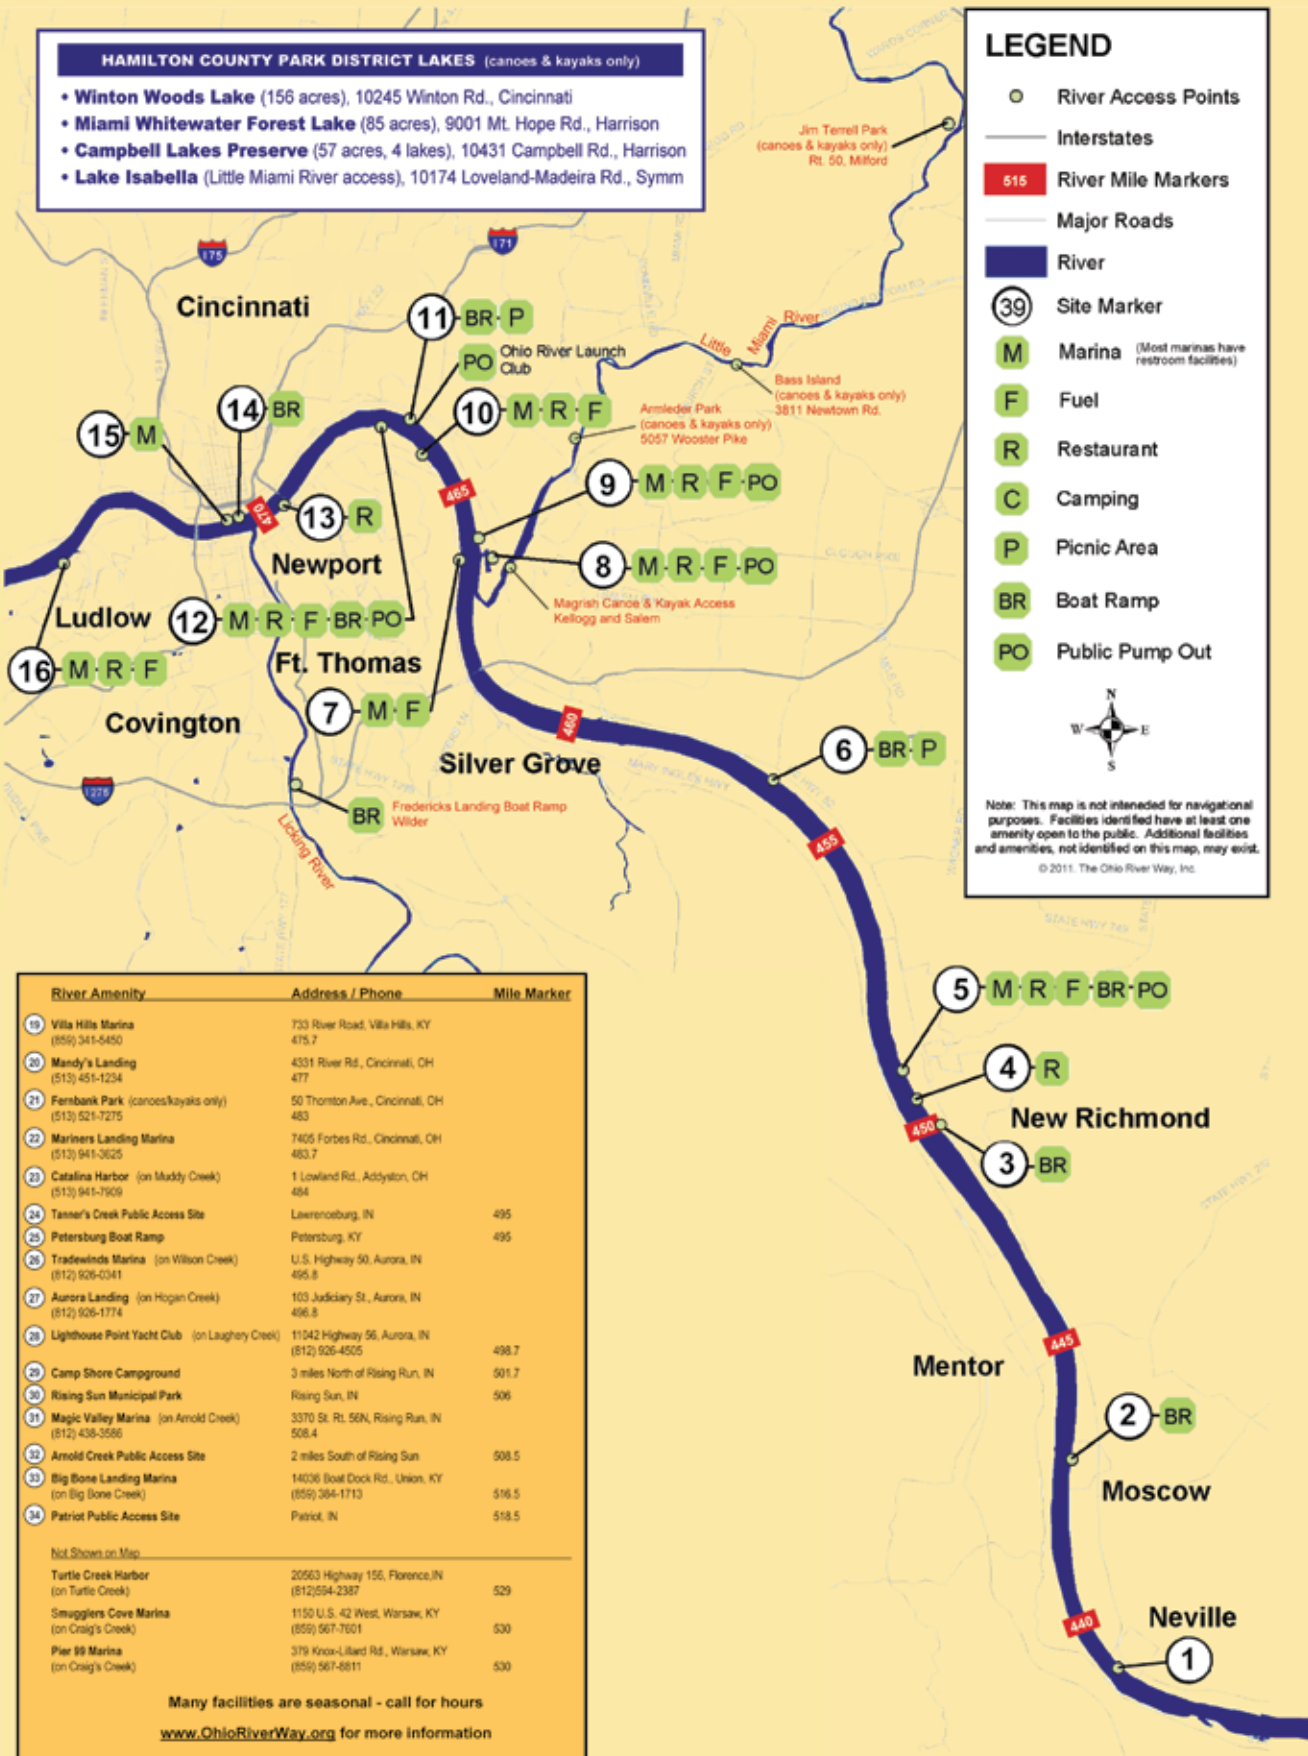 HAMILTON COUNTY PARK DISTRICT LAKES (canoes & kayaks only)
• Winton Woods Lake (156 acres), 10245 Winton Rd., Cincinnati
• Miami Whitewater Forest Lake (85 acres), 9001 Mt. Hope Rd., Harrison
• Campbell Lakes Preserve (57 acres, 4 lakes), 10431 Campbell Rd., Harrison
• Lake Isabella (Little Miami River access), 10174 Loveland-Madeira Rd., Symm
LEGEND
River Access Points
Interstates
515 River Mile Markers
Major Roads
River
39 Site Marker
M Marina (Most marinas have
restroom facilities)
F Fuel
R Restaurant
C Camping
P Picnic Area
BR Boat Ramp
PO Public Pump Out
N
W E
S
Note: This map is not inteneded for navigational
purposes. Facilities identified have at least one
amenity open to the public. Additional facilities
and amenities, not identified on this map, may exist.
© 2011. The Ohio River Way, Inc.
Jim Terrell Park
(canoes & kayaks only)
Rt. 50, Milford
175
171
Cincinnati
11 BR P
PO Ohio River Launch
Club
10 M R F
Little Miami River
Bass Island
(canoes & kayaks only)
3811 Newtown Rd.
Armleder Park
(canoes & kayaks only)
5057 Wooster Pike
14 BR
15 M
465
9 M R F PO
470
13 R
Newport
8 M R F PO
Magrish Canoe & Kayak Access
Kellogg and Salem
Ludlow
12 M R F BR PO
16 M R F
Ft. Thomas
Covington
7 M F
460
Silver Grove
MARY INGLES HWY
6 BR P
I275
BR Fredericks Landing Boat Ramp
Wilder
Licking River
455
STATE HWY 749
5 M R F BR PO
4 R
New Richmond
450
3 BR
445
Mentor
2 BR
Moscow
440
Neville
1
River Amenity Address / Phone Mile Marker
19 Villa Hills Marina 733 River Road, Villa Hills, KY
(859) 341-5450 475.7
20 Mandy's Landing 4331 River Rd., Cincinnati, OH
(513) 451-1234 477
21 Fernbank Park (canoes/kayaks only) 50 Thornton Ave., Cincinnati, OH
(513) 521-7275 483
22 Mariners Landing Marina 7405 Forbes Rd., Cincinnati, OH
(513) 941-3625 483.7
23 Catalina Harbor (on Muddy Creek) 1 Lowland Rd., Addyston, OH
(513) 941-7909 484
24 Tanner's Creek Public Access Site Lawrenceburg, IN 495
25 Petersburg Boat Ramp Petersburg, KY 495
26 Tradewinds Marina (on Wilson Creek) U.S. Highway 50, Aurora, IN
(812) 926-0341 495.8
27 Aurora Landing (on Hogan Creek) 103 Judiciary St., Aurora, IN
(812) 926-1774 496.8
28 Lighthouse Point Yacht Club (on Laughery Creek) 11042 Highway 56, Aurora, IN
(812) 926-4505 498.7
29 Camp Shore Campground 3 miles North of Rising Run, IN 501.7
30 Rising Sun Municipal Park Rising Sun, IN 506
31 Magic Valley Marina (on Arnold Creek) 3370 St. Rt. 56N, Rising Run, IN
(812) 438-3586 508.4
32 Arnold Creek Public Access Site 2 miles South of Rising Sun 508.5
33 Big Bone Landing Marina 14036 Boat Dock Rd., Union, KY
(on Big Bone Creek) (859) 384-1713 516.5
34 Patriot Public Access Site Patriot, IN 518.5
Not Shown on Map
Turtle Creek Harbor 20563 Highway 156, Florence,IN
(on Turtle Creek) (812)594-2387 529
Smugglers Cove Marina 1150 U.S. 42 West, Warsaw, KY
(on Craig's Creek) (859) 567-7601 530
Pier 99 Marina 379 Knox-Lillard Rd., Warsaw, KY
(on Craig's Creek) (859) 567-8811 530
Many facilities are seasonal - call for hours
www.OhioRiverWay.org for more information